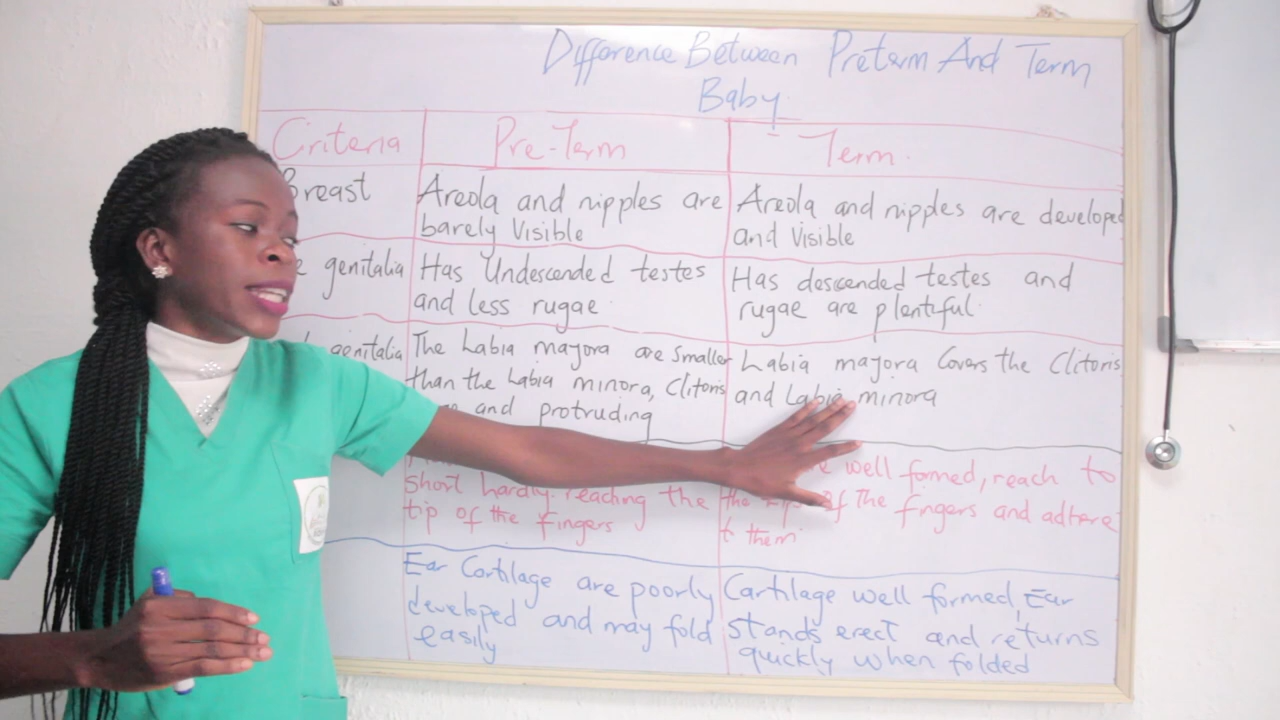 Difference Between Preterm And Term
Baby
Criteria
Pre-Term
Term.
Breast
Areola and nipples are
barely Visible
Areola and nipples are developed
and Visible
genitalia
Has Undescended testes
and less rugae
Has descended testes and
rugae are plentiful.
genitalia
The Labia majora are Smaller
than the Labia minora, Clitoris
and protruding
Labia majora Covers the Clitoris
and Labia minora
short hardly reaching the
tip of the fingers
well formed, reach to
the tips of the fingers and adhere
t them
Ear Cartilage are poorly
developed and may fold
easily
Cartilage well formed, Ear
stands erect and returns
quickly when folded